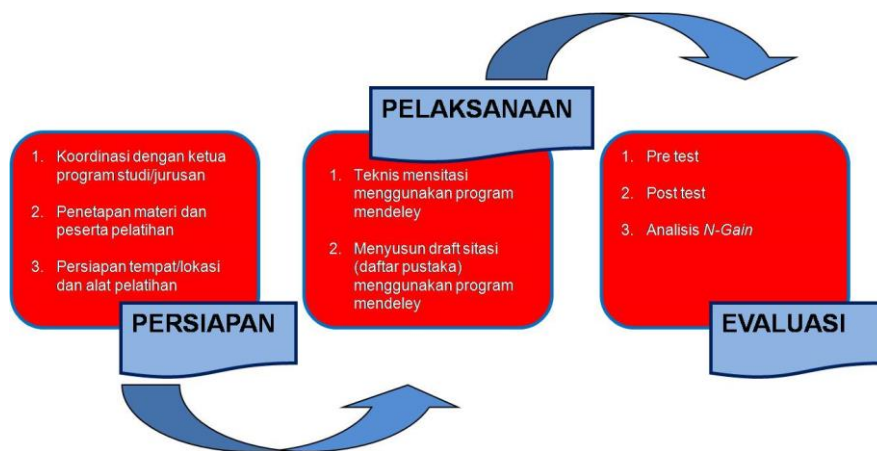 1. Koordinasi dengan ketua
program studi/jurusan
2. Penetapan materi dan
peserta pelatihan
3. Persiapan tempat/lokasi
dan alat pelatihan
PERSIAPAN
PELAKSANAAN
1. Teknis mensitasi
menggunakan program
mendeley
2. Menyusun draft sitasi
(daftar pustaka)
menggunakan program
mendeley
1. Pre test
2. Post test
3. Analisis N-Gain
EVALUASI